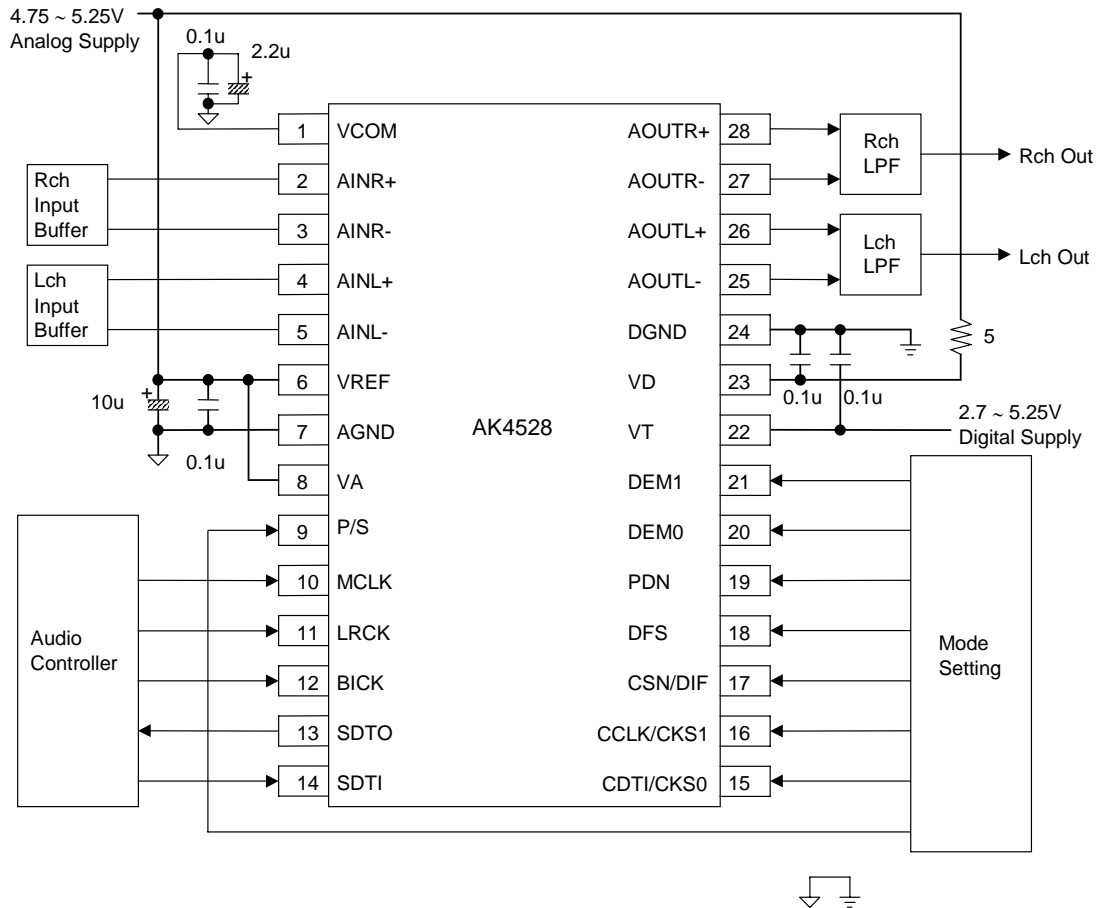 4.75 ~ 5.25V
Analog Supply
0.1u
2.2u
+
1 VCOM
2 AINR+
3 AINR-
4 AINL+
5 AINL-
6 VREF
7 AGND
8 VA
9 P/S
10 MCLK
11 LRCK
12 BICK
13 SDTO
14 SDTI
AK4528
AOUTR+ 28
AOUTR- 27
AOUTL+ 26
AOUTL- 25
DGND 24
VD 23
VT 22
DEM1 21
DEM0 20
PDN 19
DFS 18
CSN/DIF 17
CCLK/CKS1 16
CDTI/CKS0 15
Rch
Input
Buffer
Lch
Input
Buffer
+
10u
0.1u
Audio
Controller
Rch
LPF
Rch Out
Lch
LPF
Lch Out
5
0.1u
0.1u
2.7 ~ 5.25V
Digital Supply
Mode
Setting